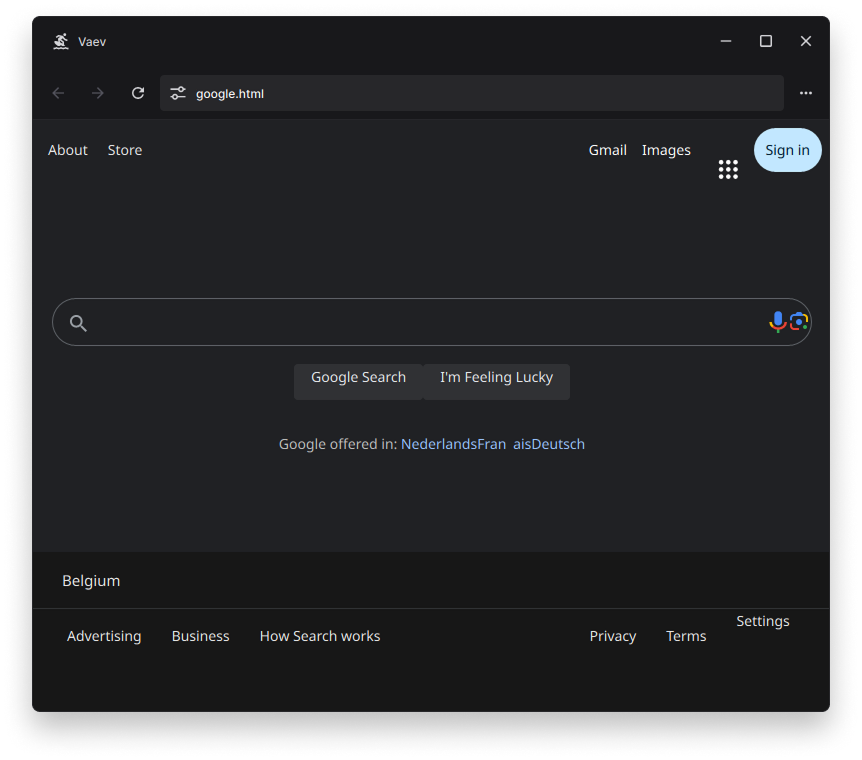 Vaev
google.html
About Store Gmail Images Sign in
Google Search I'm Feeling Lucky
Google offered in: NederlandsFran aisDeutsch
Belgium
Advertising Business How Search works Privacy Terms Settings